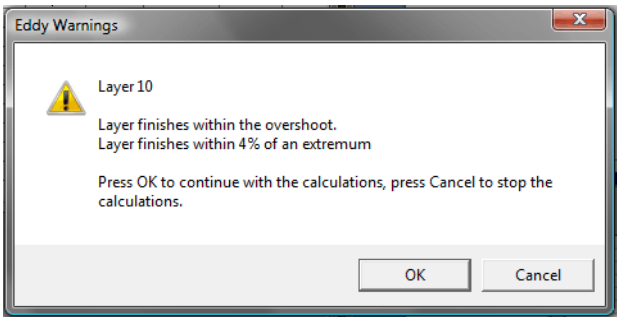 Eddy Warnings
Layer 10
Layer finishes within the overshoot.
Layer finishes within 4% of an extremum
Press OK to continue with the calculations, press Cancel to stop the
calculations.
OK
Cancel